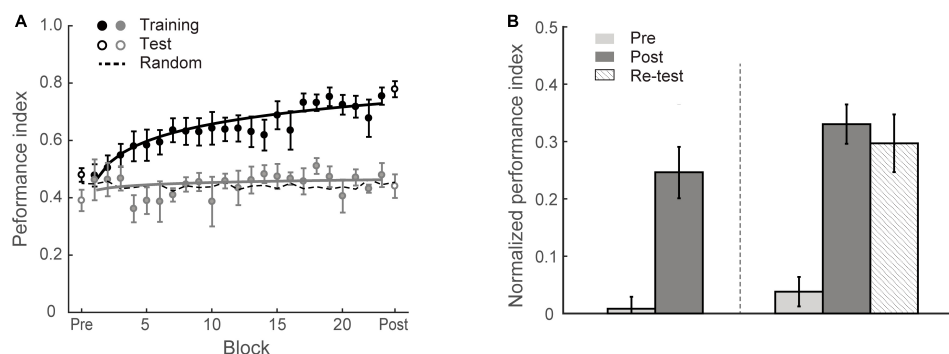 A
Training
Test
Random
Peformance index
1.0
0.8
0.6
0.4
0.2
0
Pre
5
10
15
20
Post
Block
B
Pre
Post
Re-test
Normalized performance index
0.5
0.4
0.3
0.2
0.1
0